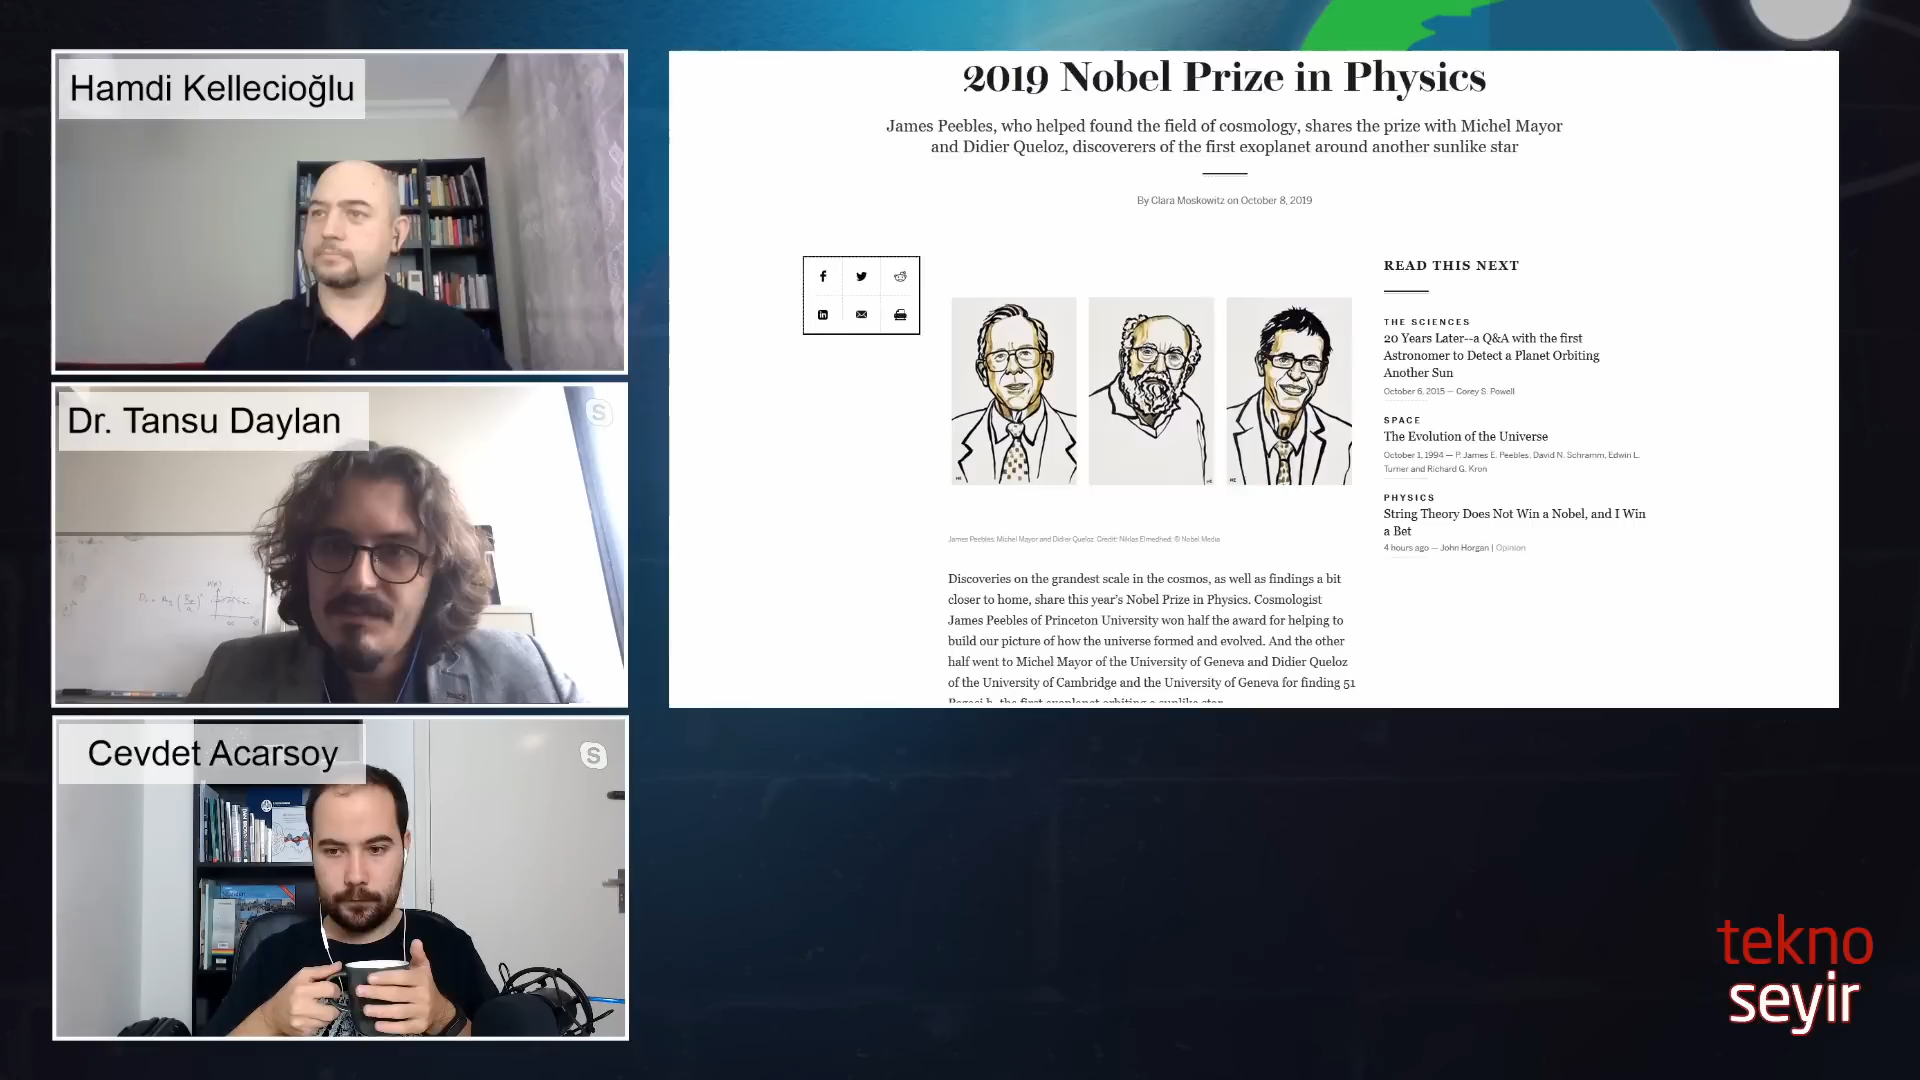 Hamdi Kellecioğlu
Dr. Tansu Daylan
Cevdet Acarsoy
2019 Nobel Prize in Physics
James Peebles, who helped found the field of cosmology, shares the prize with Michel Mayor
and Didier Queloz, discoverers of the first exoplanet around another sunlike star
By Clara Moskowitz on October 8, 2019
James Peebles, Michel Mayor and Didier Queloz. Credit: Niklas Elmedhed. © Nobel Media
Discoveries on the grandest scale in the cosmos, as well as findings a bit
closer to home, share this year's Nobel Prize in Physics. Cosmologist
James Peebles of Princeton University won half the award for helping to
build our picture of how the universe formed and evolved. And the other
half went to Michel Mayor of the University of Geneva and Didier Queloz
of the University of Cambridge and the University of Geneva for finding 51
READ THIS NEXT
THE SCIENCES
20 Years Later--a Q&A with the first
Astronomer to Detect a Planet Orbiting
Another Sun
October 6, 2015 — Corey S. Powell
SPACE
The Evolution of the Universe
October 1, 1994 — P. James E. Peebles, David N. Schramm, Edwin L.
Turner and Richard G. Kron
PHYSICS
String Theory Does Not Win a Nobel, and I Win
a Bet
4 hours ago — John Horgan | Opinion
tekno
seyir